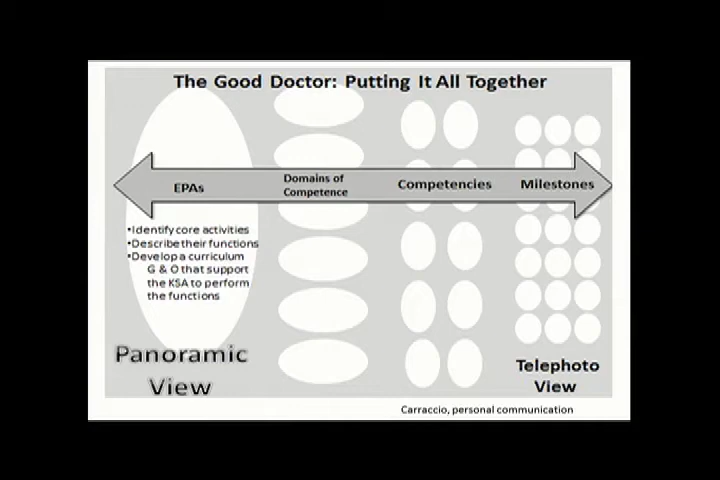 The Good Doctor: Putting It All Together
EPAs
Domains of
Competence
Competencies
Milestones
•Identify core activities
•Describe their functions
•Develop a curriculum
G & O that support
the KSA to perform
the functions
Panoramic
View
Telephoto
View
Carraccio, personal communication